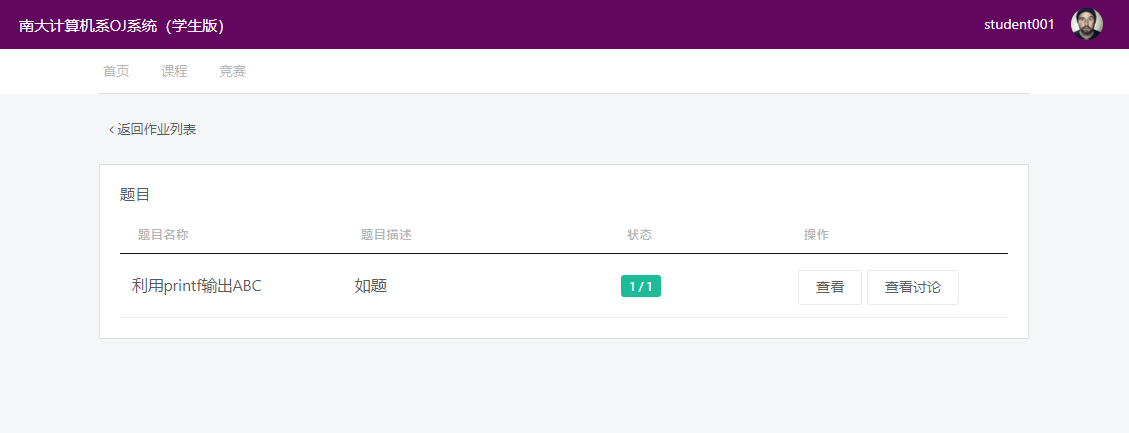 南大计算机系OJ系统（学生版） student001
首页 课程 竞赛
‹ 返回作业列表
题目
题目名称 题目描述 状态 操作
利用printf输出ABC 如题 1 / 1 查看 查看讨论